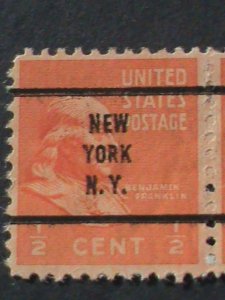 UNITED
STATES
POSTAGE
NEW
YORK
N.Y.
BENJAMIN
FRANKLIN
1/2 CENT 1/2